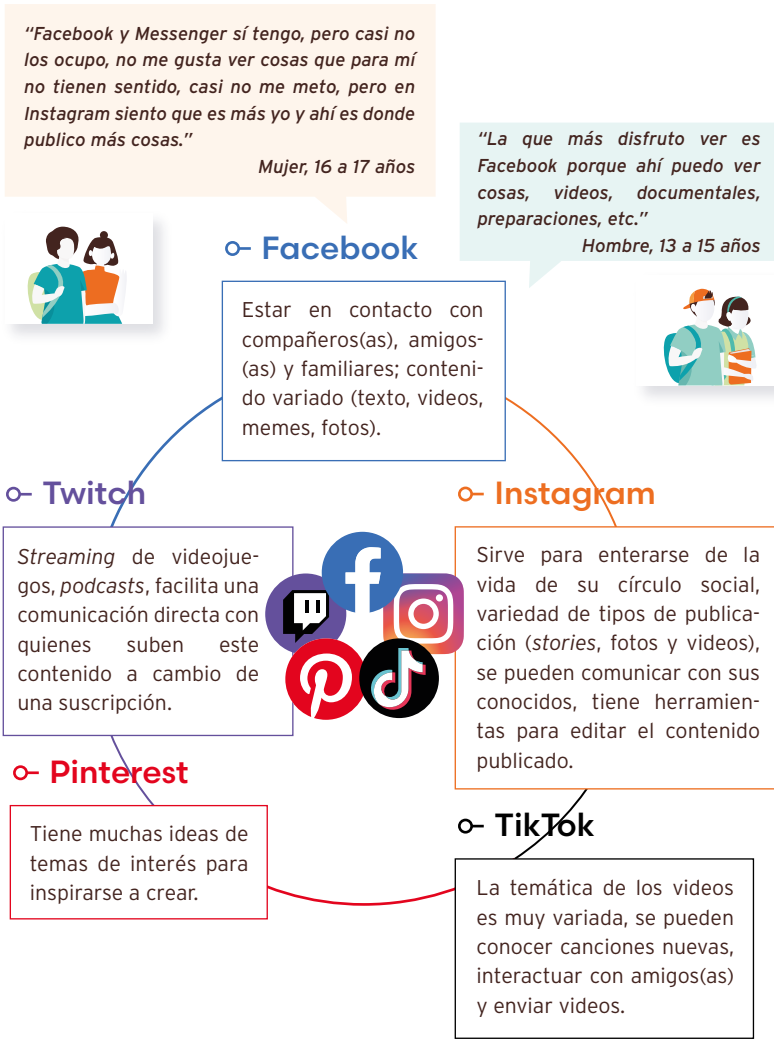 “Facebook y Messenger sí tengo, pero casi no
los ocupo, no me gusta ver cosas que para mí
no tienen sentido, casi no me meto, pero en
Instagram siento que es más yo y ahí es donde
publico más cosas.”
Mujer, 16 a 17 años
“La que más disfruto ver es
Facebook porque ahí puedo ver
cosas, videos, documentales,
preparaciones, etc.”
Hombre, 13 a 15 años
Facebook
Estar en contacto con
compañeros(as), amigos-
(as) y familiares; conteni-
do variado (texto, videos,
memes, fotos).
Twitch
Streaming de videojue-
gos, podcasts, facilita una
comunicación directa con
quienes suben este
contenido a cambio de
una suscripción.
Instagram
Sirve para enterarse de la
vida de su círculo social,
variedad de tipos de publica-
ción (stories, fotos y videos),
se pueden comunicar con sus
conocidos, tiene herramien-
tas para editar el contenido
publicado.
Pinterest
Tiene muchas ideas de
temas de interés para
inspirarse a crear.
TikTok
La temática de los videos
es muy variada, se pueden
conocer canciones nuevas,
interactuar con amigos(as)
y enviar videos.